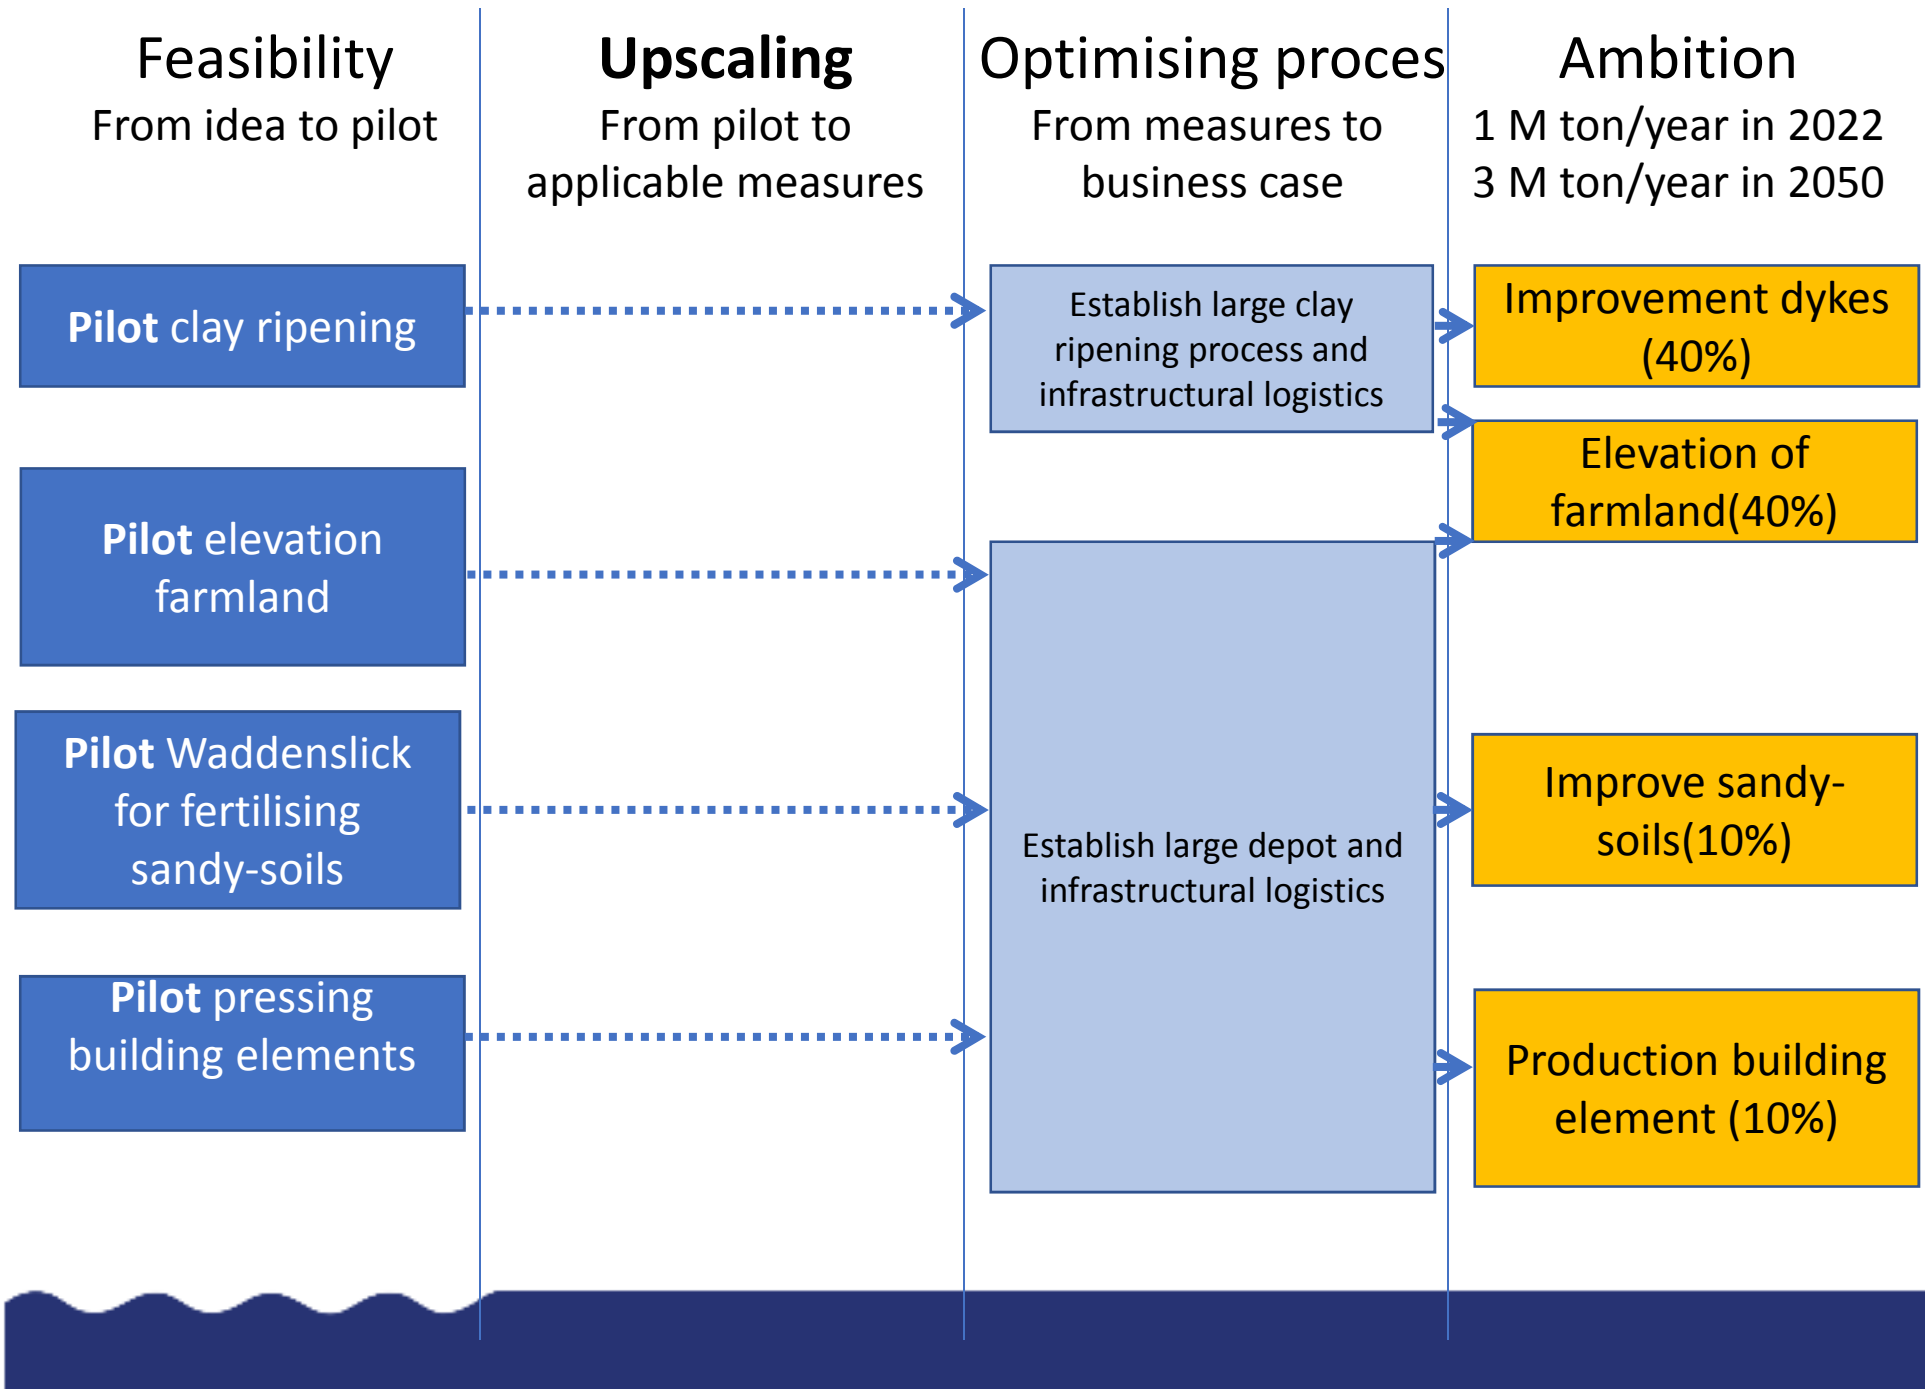 Feasibility
From idea to pilot
Upscaling
From pilot to
applicable measures
Optimising proces
From measures to
business case
Ambition
1 M ton/year in 2022
3 M ton/year in 2050
Pilot clay ripening
Establish large clay
ripening process and
infrastructural logistics
Improvement dykes
(40%)
Elevation of
farmland(40%)
Pilot elevation
farmland
Pilot Waddenslick
for fertilising
sandy-soils
Establish large depot and
infrastructural logistics
Improve sandy-
soils(10%)
Pilot pressing
building elements
Production building
element (10%)